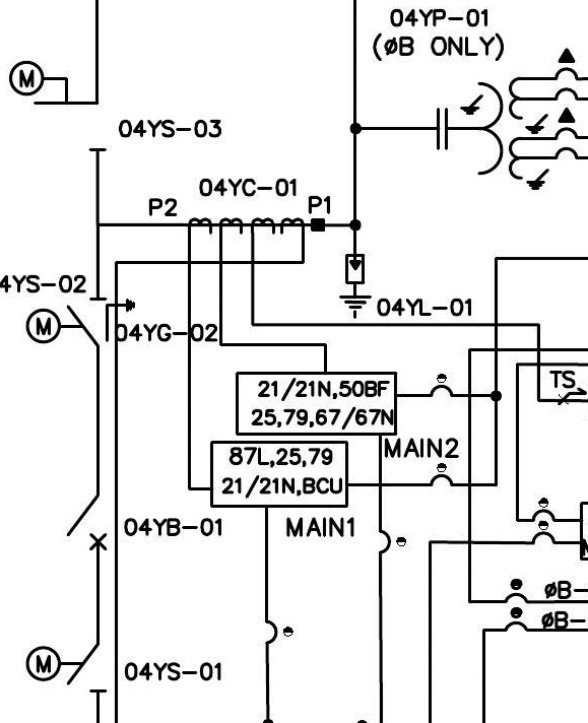 04YP-01
(øB ONLY)
M
04YS-03
04YC-01
P2
P1
4YS-02
04YL-01
M
04YG-02
TS
21/21N,50BF
25,79,67/67N
MAIN2
87L,25,79
21/21N,BCU
MAIN1
04YB-01
øB-
øB-
M
04YS-01